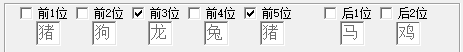 前1位 前2位 前3位 前4位 前5位 后1位 后2位
猪 狗 龙 兔 猪 马 鸡